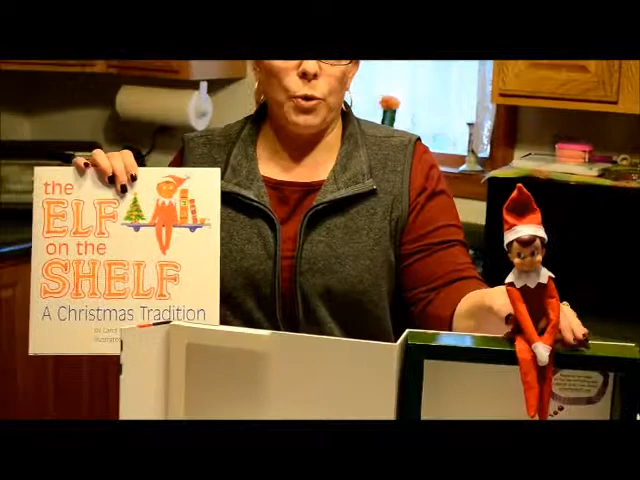 the
ELF
on the
SHELF
A Christmas Tradition